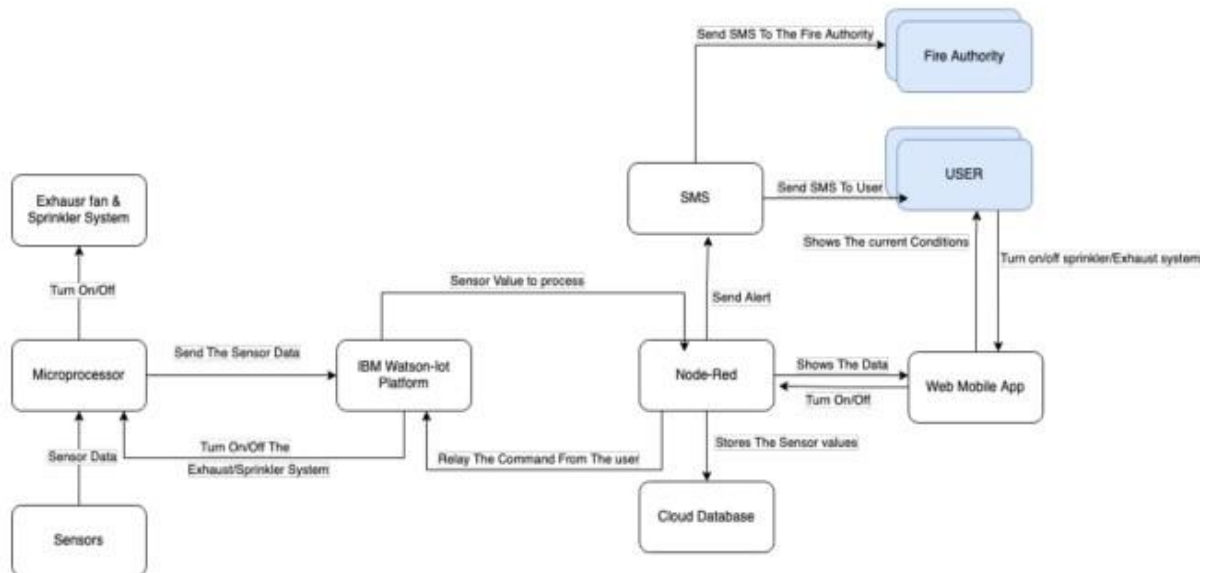 Send SMS To The Fire Authority
Fire Authority
USER
SMS
Send SMS To User
Exhausr fan &
Sprinkler System
Shows The current Conditions
Turn on/off sprinkler/Exhaust system
Sensor Value to process
Turn On/Off
Send Alert
Send The Sensor Data
Microprocessor
IBM Watson-Iot
Platform
Node-Red
Shows The Data
Web Mobile App
Turn On/Off
Turn On/Off The
Exhaust/Sprinkler System
Sensor Data
Relay The Command From The user
Stores The Sensor values
Cloud Database
Sensors